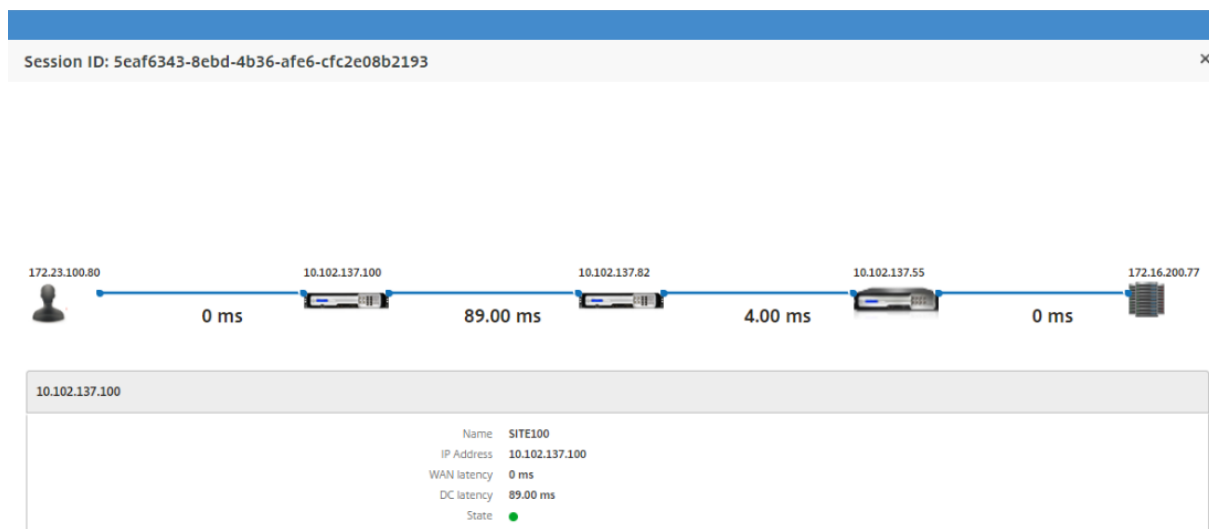 Session ID: 5eaf6343-8ebd-4b36-afe6-cfc2e08b2193
×
172.23.100.80 10.102.137.100 10.102.137.82 10.102.137.55 172.16.200.77
0 ms 89.00 ms 4.00 ms 0 ms
10.102.137.100
Name SITE100
IP Address 10.102.137.100
WAN latency 0 ms
DC latency 89.00 ms
State